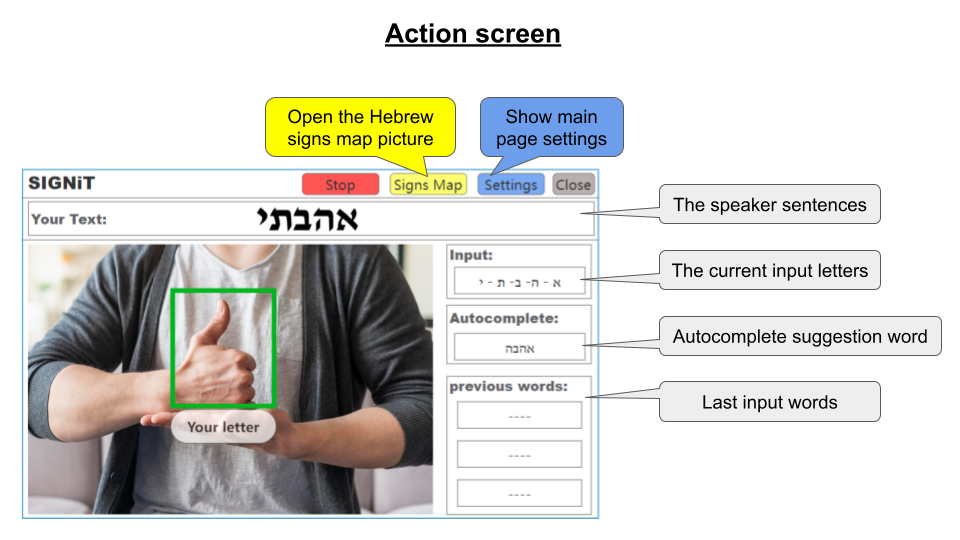 Action screen
Open the Hebrew
signs map picture
Show main
page settings
SIGNiT
Stop
Signs Map
Settings
Close
Your Text:
אהבתי
The speaker sentences
Input:
א - ה- ב- ת - י
The current input letters
Autocomplete:
אהבה
Autocomplete suggestion word
previous words:
----
----
----
Last input words
Your letter